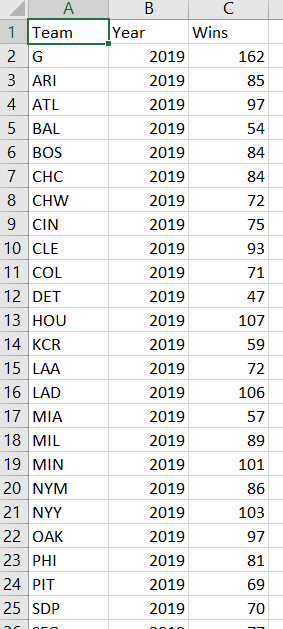 A B C
1 Team Year Wins
2 G 2019 162
3 ARI 2019 85
4 ATL 2019 97
5 BAL 2019 54
6 BOS 2019 84
7 CHC 2019 84
8 CHW 2019 72
9 CIN 2019 75
10 CLE 2019 93
11 COL 2019 71
12 DET 2019 47
13 HOU 2019 107
14 KCR 2019 59
15 LAA 2019 72
16 LAD 2019 106
17 MIA 2019 57
18 MIL 2019 89
19 MIN 2019 101
20 NYM 2019 86
21 NYY 2019 103
22 OAK 2019 97
23 PHI 2019 81
24 PIT 2019 69
25 SDP 2019 70